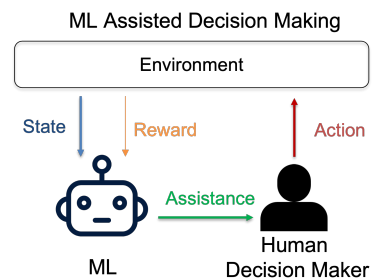 ML Assisted Decision Making
Environment
State
Reward
Action
Assistance
ML
Human
Decision Maker